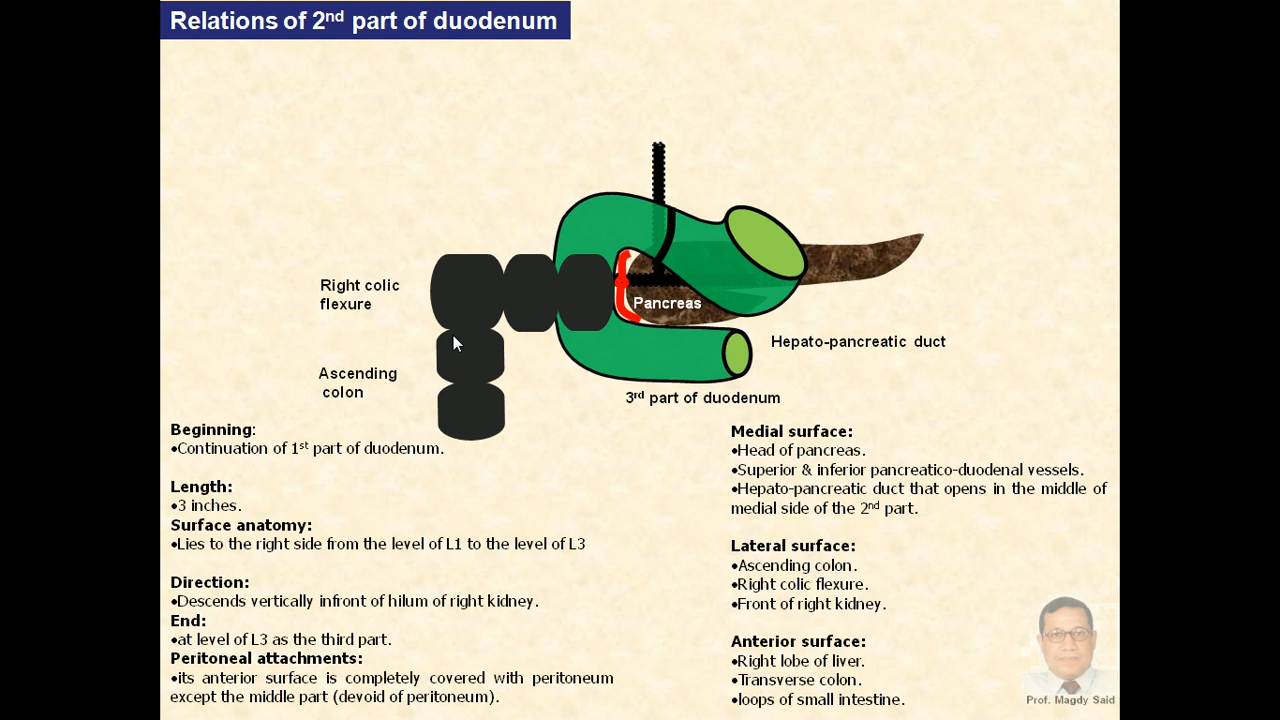 Relations of 2nd part of duodenum
Right colic
flexure
Pancreas
Hepato-pancreatic duct
Ascending
colon
3rd part of duodenum
Beginning:
•Continuation of 1st part of duodenum.
Length:
•3 inches.
Surface anatomy:
•Lies to the right side from the level of L1 to the level of L3
Direction:
•Descends vertically infront of hilum of right kidney.
End:
•at level of L3 as the third part.
Peritoneal attachments:
•its anterior surface is completely covered with peritoneum
except the middle part (devoid of peritoneum).
Medial surface:
•Head of pancreas.
•Superior & inferior pancreatico-duodenal vessels.
•Hepato-pancreatic duct that opens in the middle of
medial side of the 2nd part.
Lateral surface:
•Ascending colon.
•Right colic flexure.
•Front of right kidney.
Anterior surface:
•Right lobe of liver.
•Transverse colon.
•loops of small intestine.
Prof. Magdy Said